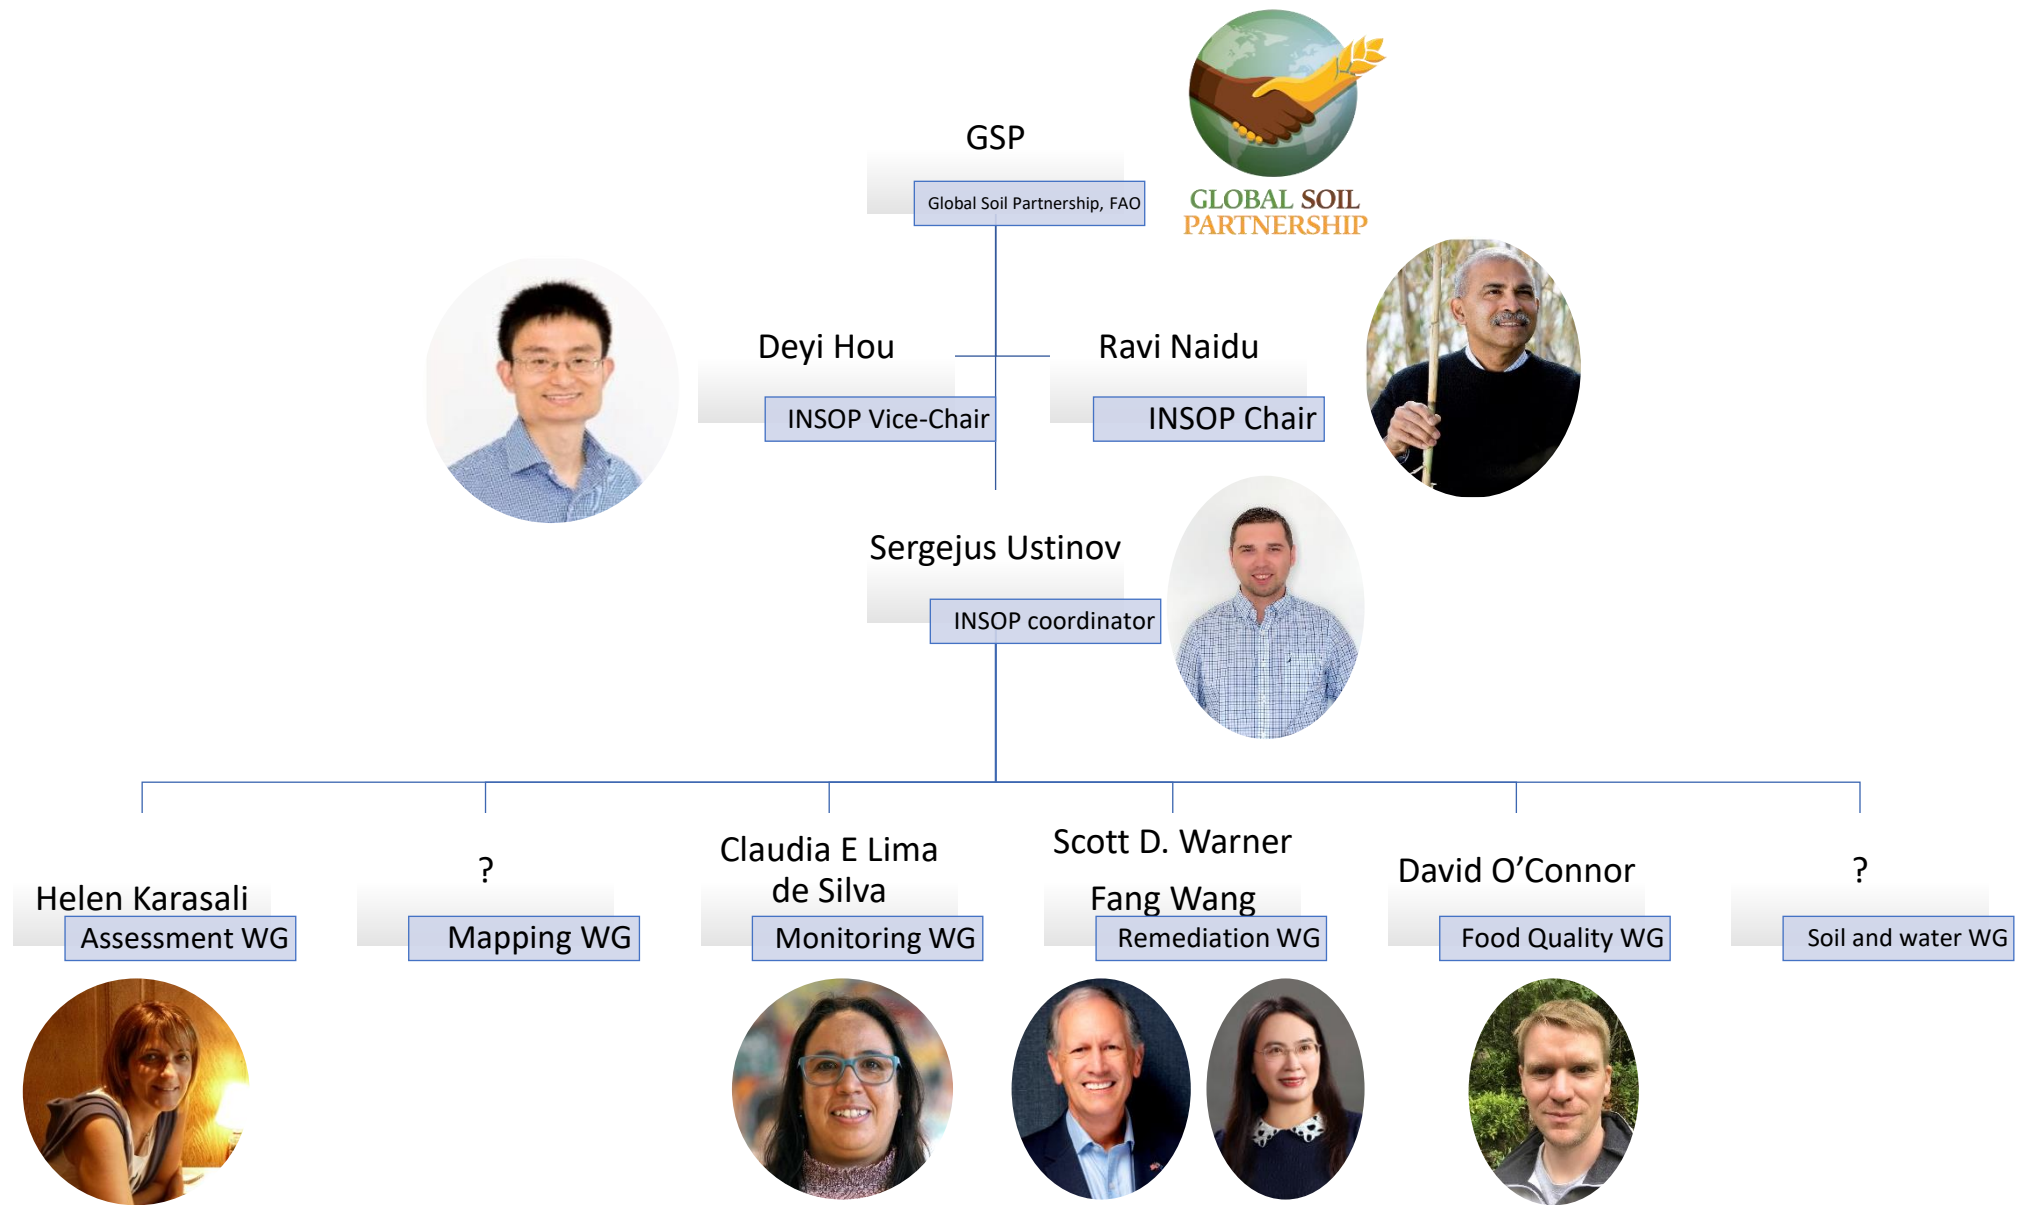 GSP
Global Soil Partnership, FAO
GLOBAL SOIL
PARTNERSHIP
Deyi Hou
INSOP Vice-Chair
Ravi Naidu
INSOP Chair
Sergejus Ustinov
INSOP coordinator
Helen Karasali
Assessment WG
?
Mapping WG
Claudia E Lima
de Silva
Monitoring WG
Scott D. Warner
Fang Wang
Remediation WG
David O’Connor
Food Quality WG
?
Soil and water WG